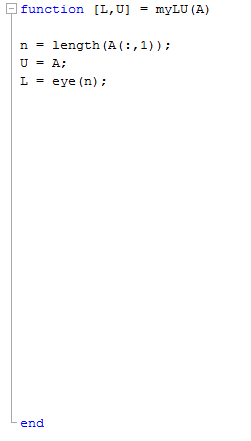 function [L,U] = myLU(A)
n = length(A(:,1));
U = A;
L = eye(n);
end